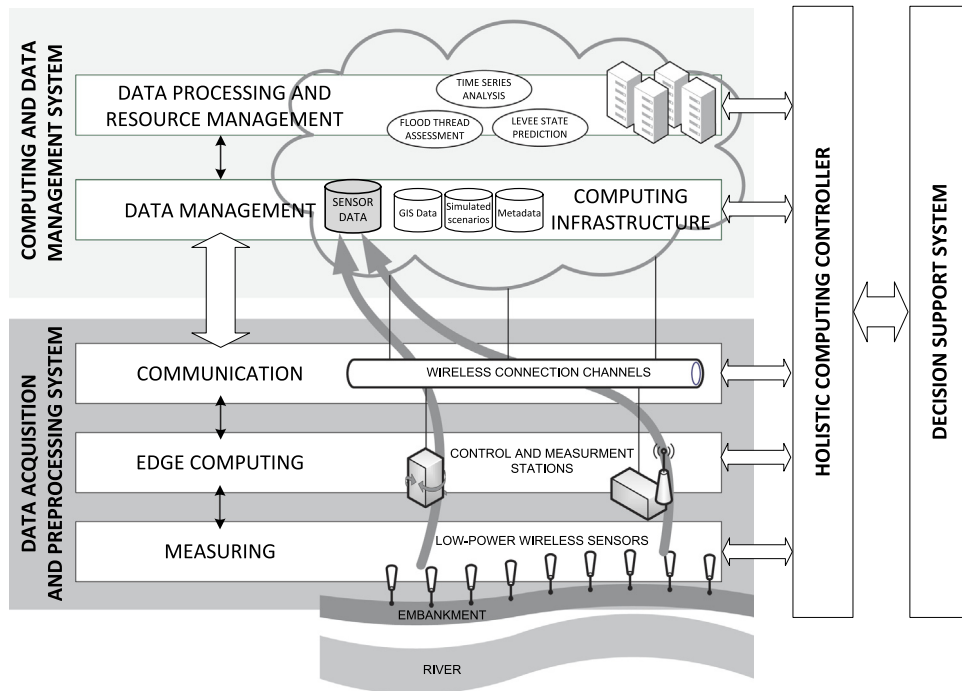 COMPUTING AND DATA
MANAGEMENT SYSTEM
DATA PROCESSING AND
RESOURCE MANAGEMENT
TIME SERIES
ANALYSIS
FLOOD THREAD
ASSESSMENT
LEVEE STATE
PREDICTION
DATA MANAGEMENT
SENSOR
DATA
GIS Data
Simulated
scenarios
Metadata
COMPUTING
INFRASTRUCTURE
DATA ACQUISITION
AND PREPROCESSING SYSTEM
COMMUNICATION
WIRELESS CONNECTION CHANNELS
EDGE COMPUTING
CONTROL AND MEASURMENT
STATIONS
MEASURING
LOW-POWER WIRELESS SENSORS
EMBANKMENT
RIVER
HOLISTIC COMPUTING CONTROLLER
DECISION SUPPORT SYSTEM